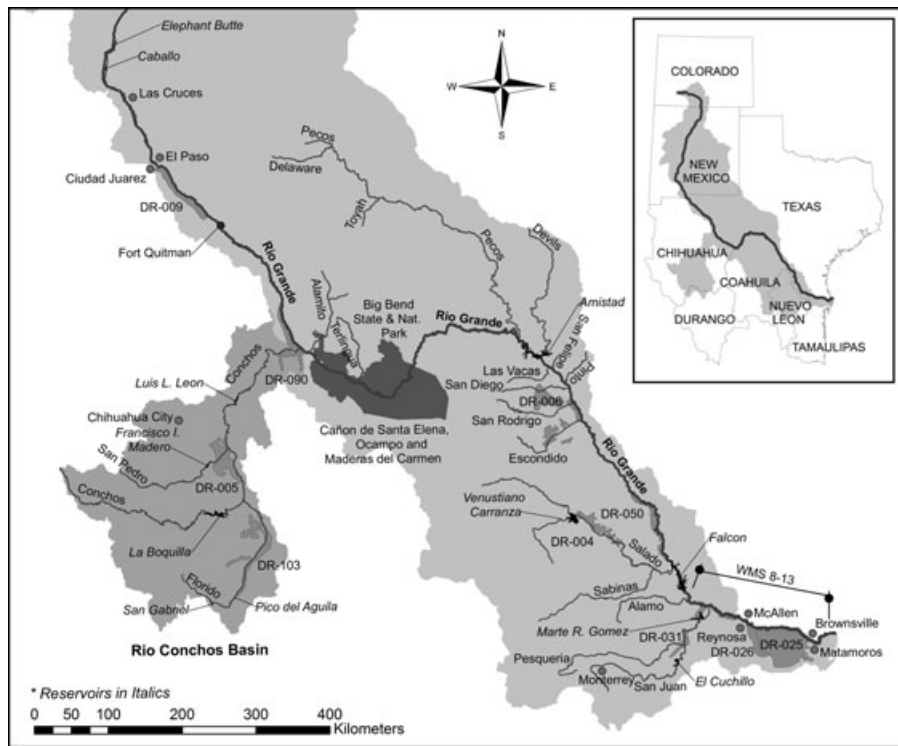 Elephant Butte
Caballo
Las Cruces
El Paso
Ciudad Juarez
DR-009
Fort Quitman
Rio Grande
N
W
E
S
Pecos
Delaware
Toyah
Pecos
Devils
Alamito
Terlingua
Big Bend
State & Nat.
Park
Rio Grande
Amistad
San Felipe
Pinto
Las Vacas
San Diego
DR-006
San Rodrigo
Escondido
Cañon de Santa Elena,
Ocampo and
Maderas del Carmen
Conchos
DR-090
Luis L. Leon
Chihuahua City
Francisco I.
Madero
San Pedro
DR-005
Conchos
La Boquilla
DR-103
Florido
San Gabriel
Pico del Aguila
Rio Conchos Basin
Rio Grande
Venustiano
Carranza
DR-050
DR-004
Salado
Falcon
Sabinas
Alamo
WMS 8-13
McAllen
Brownsville
Marte R. Gomez
DR-031
Reynosa
DR-026
DR-025
Matamoros
Pesqueria
Monterrey
San Juan
El Cuchillo
* Reservoirs in Italics
0 50 100 200 300 400
Kilometers
COLORADO
NEW
MEXICO
TEXAS
CHIHUAHUA
COAHUILA
NUEVO
LEON
DURANGO
TAMAULIPAS